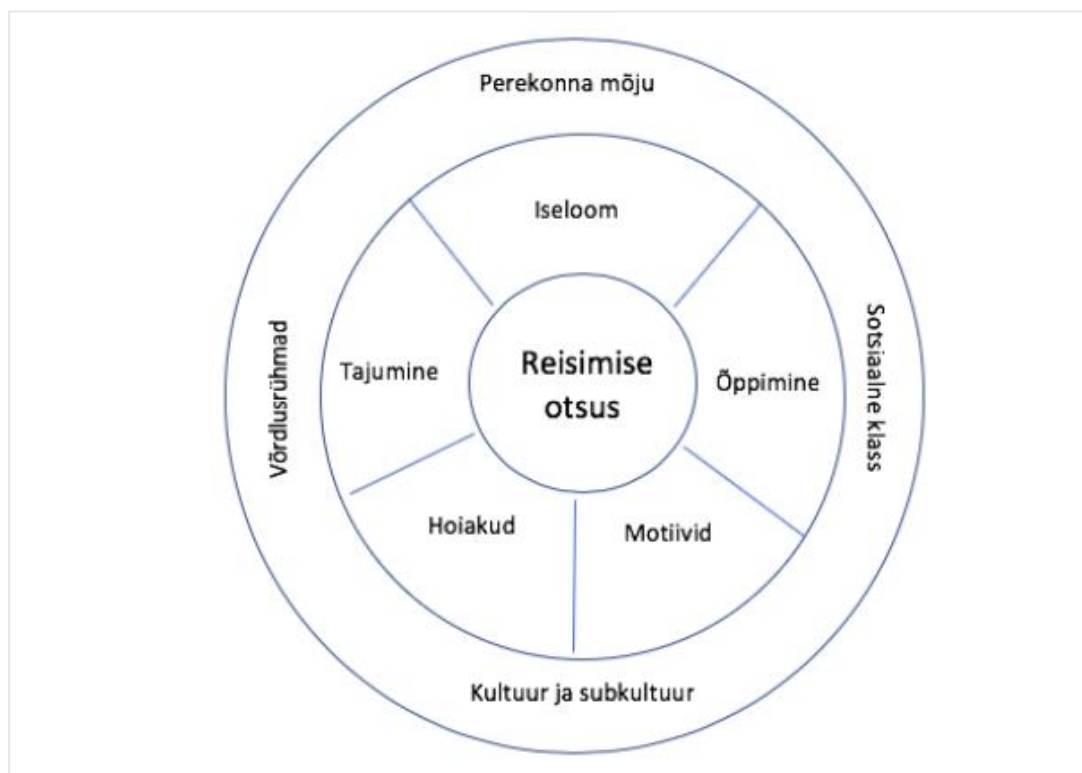 Perekonna mõju
Iseloom
Võrdlusrühmad
Tajumine
Reisimise
otsus
Õppimine
Sotsiaalne klass
Hoiakud
Motiivid
Kultuur ja subkultuur